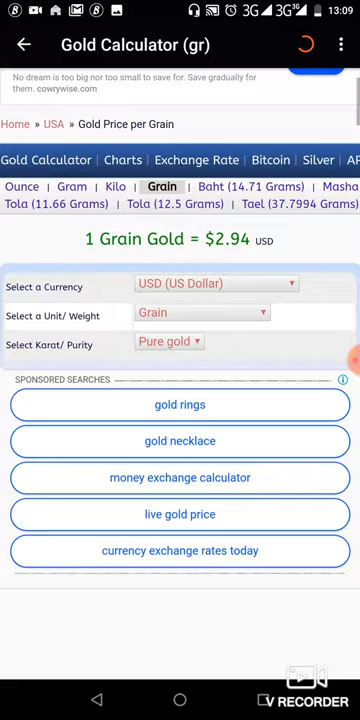 13:09
3G 3G
Gold Calculator (gr)
No dream is too big nor too small to save for. Save gradually for
them. cowrywise.com
Home » USA » Gold Price per Grain
Gold Calculator | Charts | Exchange Rate | Bitcoin | Silver | AP
Ounce | Gram | Kilo | Grain | Baht (14.71 Grams) | Masha
Tola (11.66 Grams) | Tola (12.5 Grams) | Tael (37.7994 Grams)
1 Grain Gold = $2.94 USD
Select a Currency USD (US Dollar)
Select a Unit/ Weight Grain
Select Karat/ Purity Pure gold
SPONSORED SEARCHES
gold rings
gold necklace
money exchange calculator
live gold price
currency exchange rates today
V RECORDER